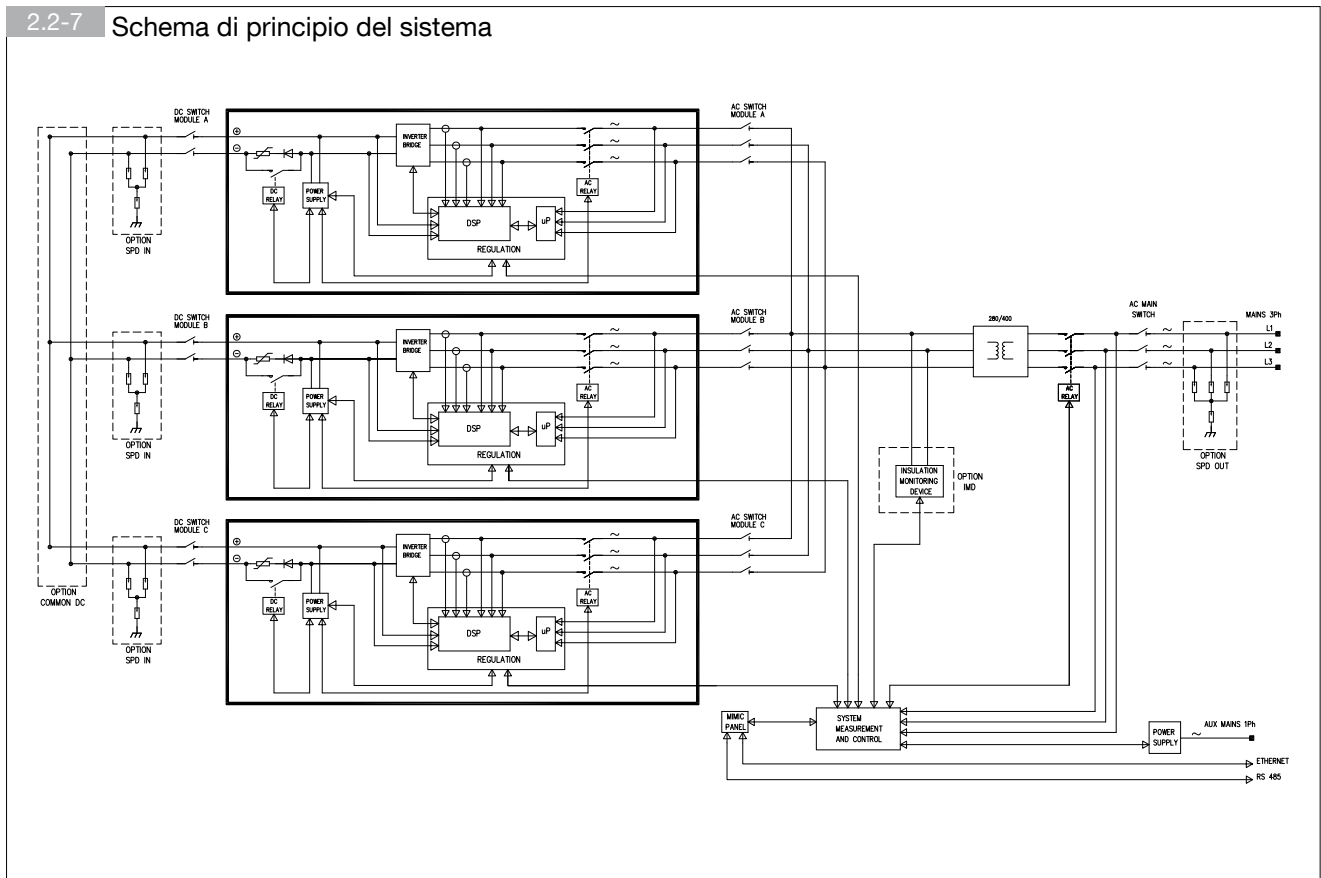 2.2-7 Schema di principio del sistema
DC SWITCH
MODULE A
AC SWITCH
MODULE A
INVERTER
BRIDGE
DC
RELAY
POWER
SUPPLY
AC
RELAY
DSP
uP
REGULATION
OPTION
SPD IN
DC SWITCH
MODULE B
AC SWITCH
MODULE B
INVERTER
BRIDGE
DC
RELAY
POWER
SUPPLY
AC
RELAY
DSP
uP
REGULATION
OPTION
SPD IN
280/400
AC MAIN
SWITCH
MAINS 3Ph
L1
L2
L3
AC
RELAY
OPTION
SPD OUT
INSULATION
MONITORING
DEVICE
OPTION
IMD
DC SWITCH
MODULE C
AC SWITCH
MODULE C
INVERTER
BRIDGE
DC
RELAY
POWER
SUPPLY
AC
RELAY
DSP
uP
REGULATION
OPTION
COMMON DC
OPTION
SPD IN
MIMIC
PANEL
SYSTEM
MEASUREMENT
AND CONTROL
POWER
SUPPLY
AUX MAINS 1Ph
ETHERNET
RS 485